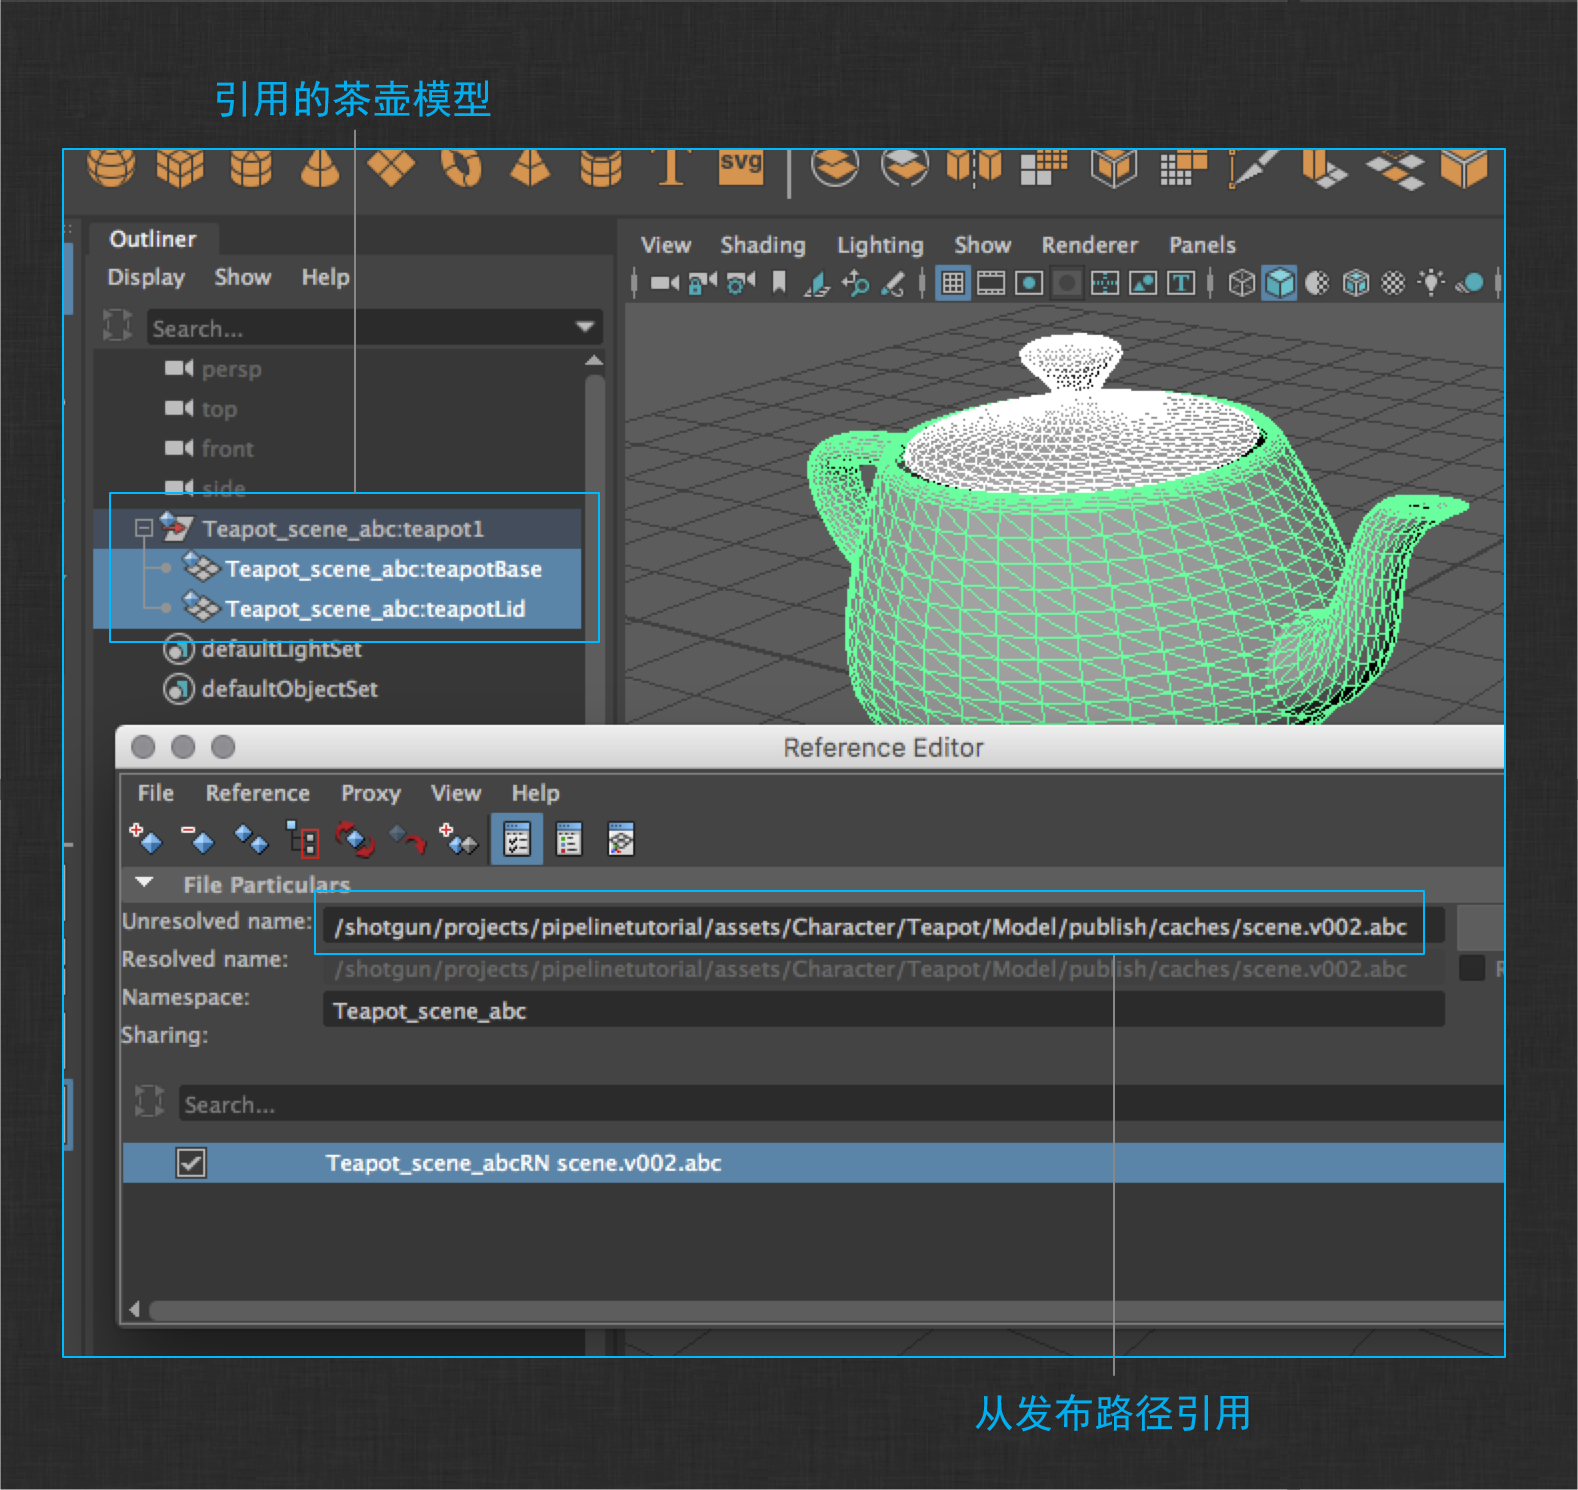 引用的茶壶模型
T
svg
Outliner
Display Show Help
Search...
persp
top
front
side
Teapot_scene_abc:teapot1
Teapot_scene_abc:teapotBase
Teapot_scene_abc:teapotLid
defaultLightSet
defaultObjectSet
View Shading Lighting Show Renderer Panels
T
Reference Editor
File Reference Proxy View Help
File Particulars
Unresolved name: /shotgun/projects/pipelinetutorial/assets/Character/Teapot/Model/publish/caches/scene.v002.abc
Resolved name: /shotgun/projects/pipelinetutorial/assets/Character/Teapot/Model/publish/caches/scene.v002.abc
Namespace: Teapot_scene_abc
Sharing:
Search...
Teapot_scene_abcRN scene.v002.abc
从发布路径引用